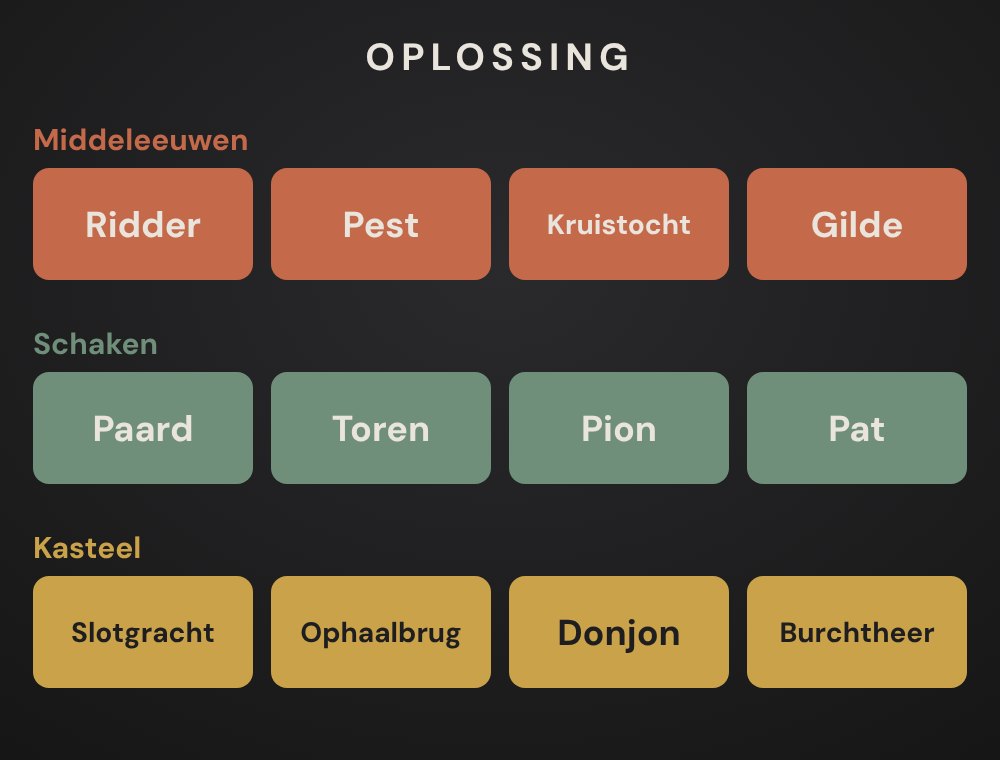 OPLOSSING
Middeleeuwen
Ridder Pest Kruistocht Gilde
Schaken
Paard Toren Pion Pat
Kasteel
Slotgracht Ophaalbrug Donjon Burchtheer